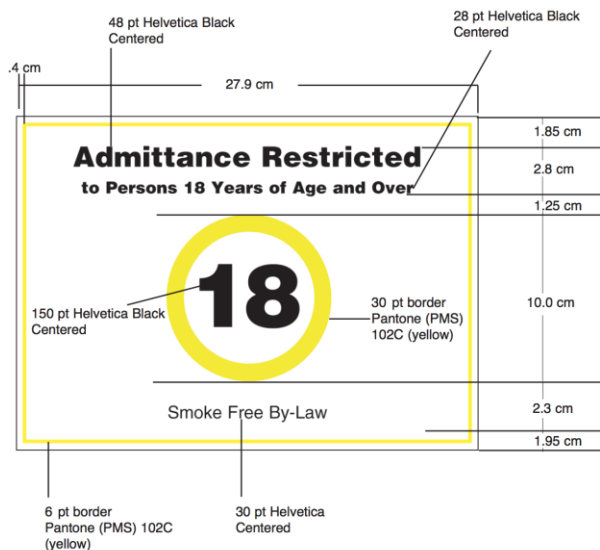 48 pt Helvetica Black
Centered
28 pt Helvetica Black
Centered
.4 cm
27.9 cm
1.85 cm
Admittance Restricted
2.8 cm
to Persons 18 Years of Age and Over
1.25 cm
18
150 pt Helvetica Black
Centered
30 pt border
Pantone (PMS)
102C (yellow)
10.0 cm
Smoke Free By-Law
2.3 cm
1.95 cm
6 pt border
Pantone (PMS) 102C
(yellow)
30 pt Helvetica
Centered